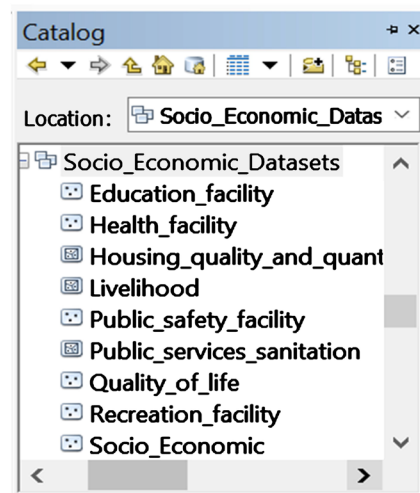 Catalog
Location: Socio_Economic_Datas
Socio_Economic_Datasets
Education_facility
Health_facility
Housing_quality_and_quant
Livelihood
Public_safety_facility
Public_services_sanitation
Quality_of_life
Recreation_facility
Socio_Economic